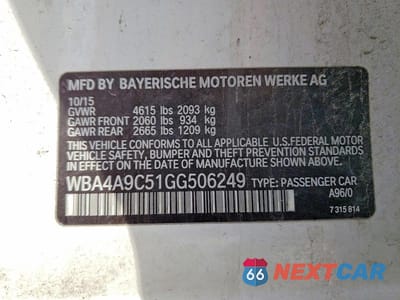 MFD BY BAYERISCHE MOTOREN WERKE AG
10/15
GVWR 4615 lbs 2093 kg
GAWR FRONT 2060 lbs 934 kg
GAWR REAR 2665 lbs 1209 kg
THIS VEHICLE CONFORMS TO ALL APPLICABLE U.S. FEDERAL MOTOR
VEHICLE SAFETY, BUMPER, AND THEFT PREVENTION STANDARDS IN
EFFECT ON THE DATE OF MANUFACTURE SHOWN ABOVE.
WBA4A9C51GG506249 TYPE: PASSENGER CAR
A96/0
7 315 814
66 NEXTCAR